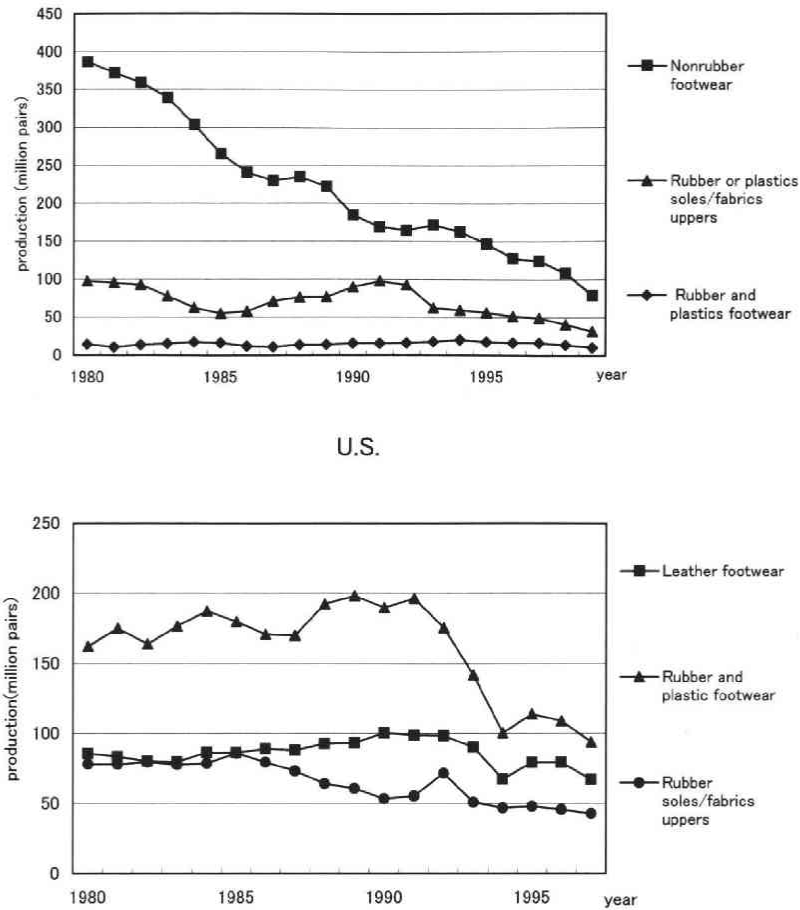 450
400
350
300
250
200
150
100
50
0
production (million pairs)
1980
1985
1990
1995
year
Nonrubber
footwear
Rubber or plastics
soles/fabrics
uppers
Rubber and
plastics footwear
U.S.
250
200
150
100
50
0
production(million pairs)
1980
1985
1990
1995
year
Leather footwear
Rubber and
plastic footwear
Rubber
soles/fabrics
uppers